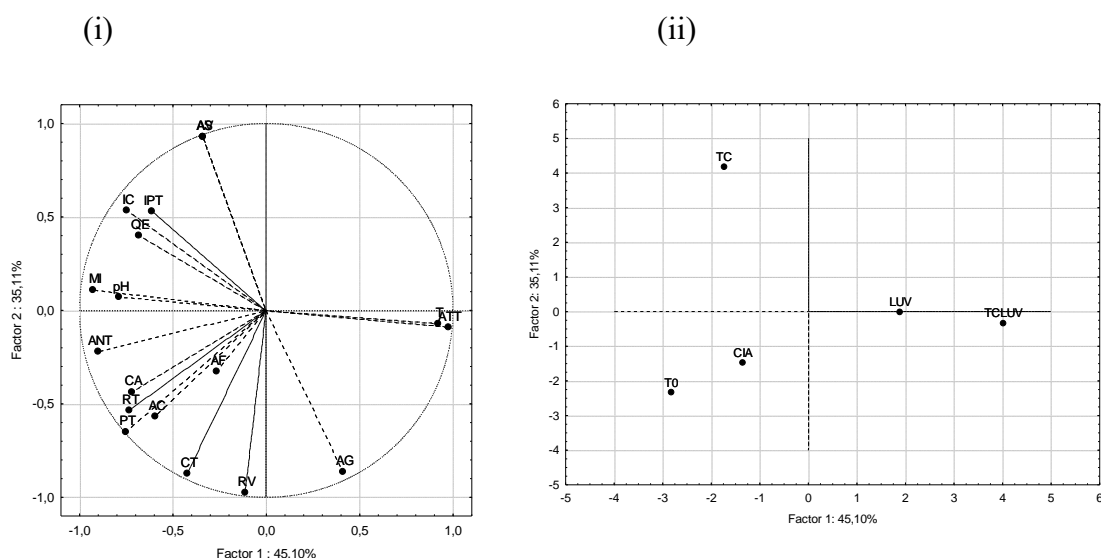 (i)
(ii)
1,0
0,5
0,0
-0,5
-1,0
Factor 2 : 35,11%
IC
IPT
QE
MI
pH
ATT
ANT
AF
CA
RT
AC
PT
CT
RV
AG
-1,0
-0,5
0,0
0,5
1,0
Factor 1 : 45,10%
6
5
4
3
2
1
0
-1
-2
-3
-4
-5
Factor 2: 35,11%
TC
LUV
TCLUV
CIA
T0
-5
-4
-3
-2
-1
0
1
2
3
4
5
6
Factor 1: 45,10%